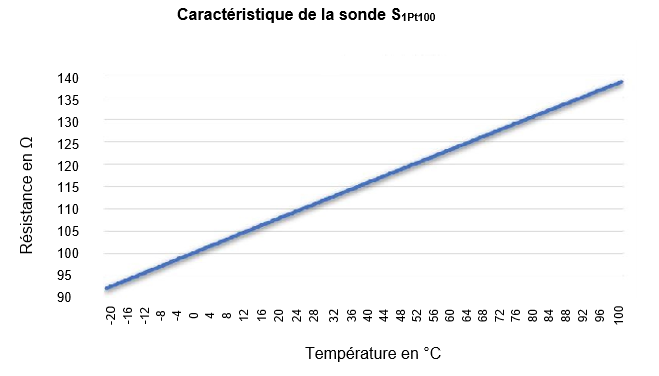 Caractéristique de la sonde S1Pt100
140
135
130
125
120
115
110
105
100
95
90
Résistance en Ω
-20 -16 -12 -8 -4 0 4 8 12 16 20 24 28 32 36 40 44 48 52 56 60 64 68 72 76 80 84 88 92 96 100
Température en °C